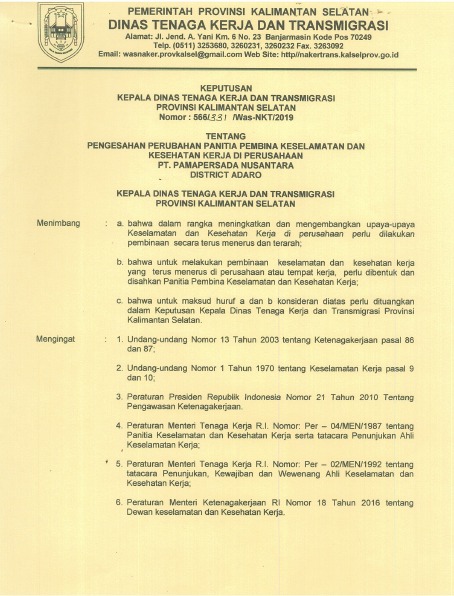 PEMERINTAH PROVINSI KALIMANTAN SELATAN
DINAS TENAGA KERJA DAN TRANSMIGRASI
Alamat: Jl. Jend. A. Yani Km. 6 No. 23 Banjarmasin Kode Pos 70249
Telp. (0511) 3253680, 3260231, 3260232 Fax. 3263092
Email: wasnaker.provkalsel@gmail.com Web Site: http//nakertrans.kalselprov.go.id
KEPUTUSAN
KEPALA DINAS TENAGA KERJA DAN TRANSMIGRASI
PROVINSI KALIMANTAN SELATAN
Nomor : 566/331 /Was-NKT/2019
TENTANG
PENGESAHAN PERUBAHAN PANITIA PEMBINA KESELAMATAN DAN
KESEHATAN KERJA DI PERUSAHAAN
PT. PAMAPERSADA NUSANTARA
DISTRICT ADARO
KEPALA DINAS TENAGA KERJA DAN TRANSMIGRASI
PROVINSI KALIMANTAN SELATAN
Menimbang : a. bahwa dalam rangka meningkatkan dan mengembangkan upaya-upaya
Keselamatan dan Kesehatan Kerja di perusahaan perlu dilakukan
pembinaan secara terus menerus dan terarah;
b. bahwa untuk melakukan pembinaan keselamatan dan kesehatan kerja
yang terus menerus di perusahaan atau tempat kerja, perlu dibentuk dan
disahkan Panitia Pembina Keselamatan dan Kesehatan Kerja;
c. bahwa untuk maksud huruf a dan b konsideran diatas perlu dituangkan
dalam Keputusan Kepala Dinas Tenaga Kerja dan Transmigrasi Provinsi
Kalimantan Selatan.
Mengingat : 1. Undang-undang Nomor 13 Tahun 2003 tentang Ketenagakerjaan pasal 86
dan 87;
2. Undang-undang Nomor 1 Tahun 1970 tentang Keselamatan Kerja pasal 9
dan 10;
3. Peraturan Presiden Republik Indonesia Nomor 21 Tahun 2010 Tentang
Pengawasan Ketenagakerjaan.
4. Peraturan Menteri Tenaga Kerja R.I. Nomor: Per – 04/MEN/1987 tentang
Panitia Keselamatan dan Kesehatan Kerja serta tatacara Penunjukan Ahli
Keselamatan Kerja;
5. Peraturan Menteri Tenaga Kerja R.I. Nomor: Per – 02/MEN/1992 tentang
tatacara Penunjukan, Kewajiban dan Wewenang Ahli Keselamatan dan
Kesehatan Kerja;
6. Peraturan Menteri Ketenagakerjaan RI Nomor 18 Tahun 2016 tentang
Dewan keselamatan dan Kesehatan Kerja.